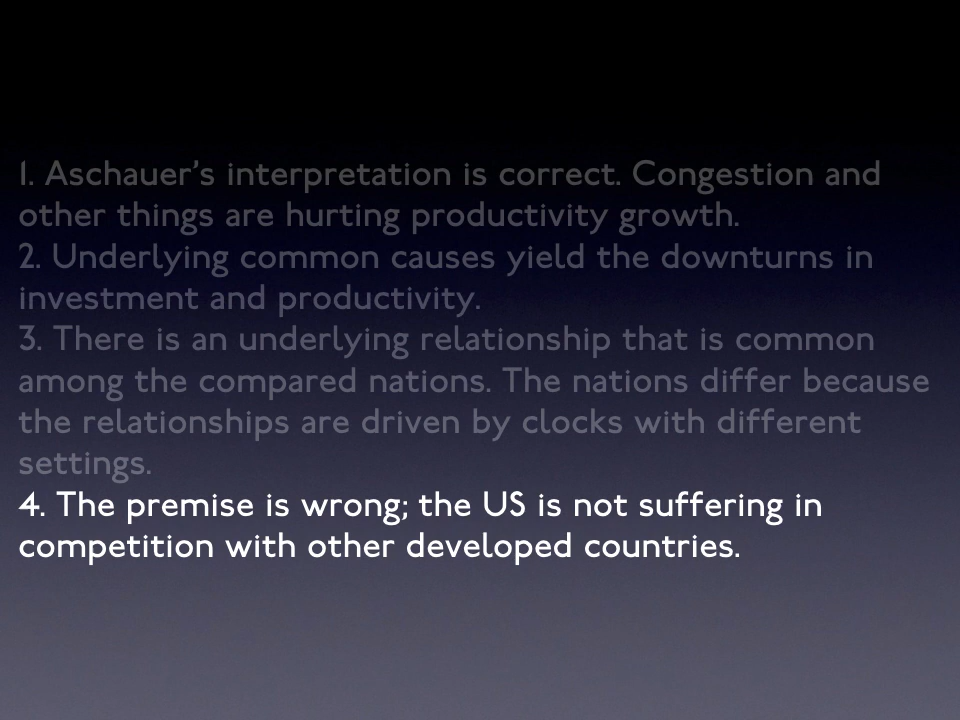 1. Aschauer’s interpretation is correct. Congestion and
other things are hurting productivity growth.
2. Underlying common causes yield the downturns in
investment and productivity.
3. There is an underlying relationship that is common
among the compared nations. The nations differ because
the relationships are driven by clocks with different
settings.
4. The premise is wrong; the US is not suffering in
competition with other developed countries.